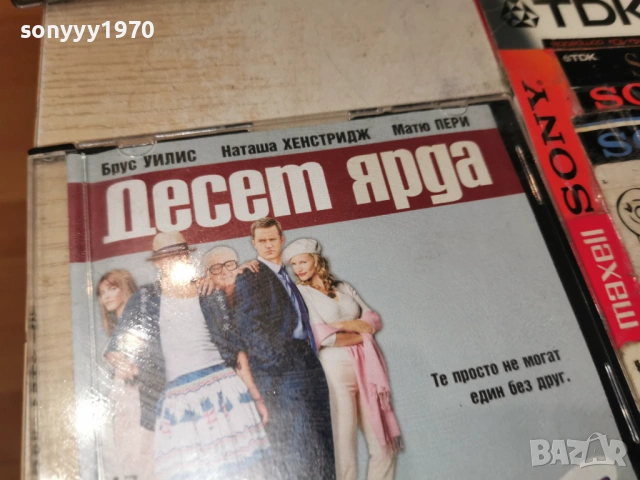 sonyyy1970
TDK
TDK
SONY
maxell
Брус УИЛИС Наташа ХЕНСТРИДЖ Матю ПЕРИ
Десет ярда
Те просто не могат
един без друг.
BAZAR